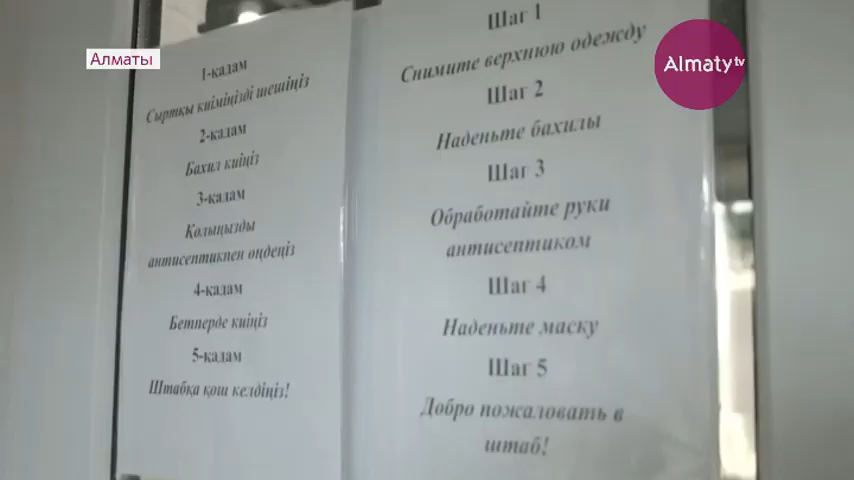 Алматы
Almaty tv
1-қадам
Сыртқы киіміңізді шешіңіз
2-қадам
Бахил киіңіз
3-қадам
Қолыңызды
антисептикпен өңдеңіз
4-қадам
Бетперде киіңіз
5-қадам
Штабқа қош келдіңіз!
Шаг 1
Снимите верхнюю одежду
Шаг 2
Наденьте бахилы
Шаг 3
Обработайте руки
антисептиком
Шаг 4
Наденьте маску
Шаг 5
Добро пожаловать в
штаб!